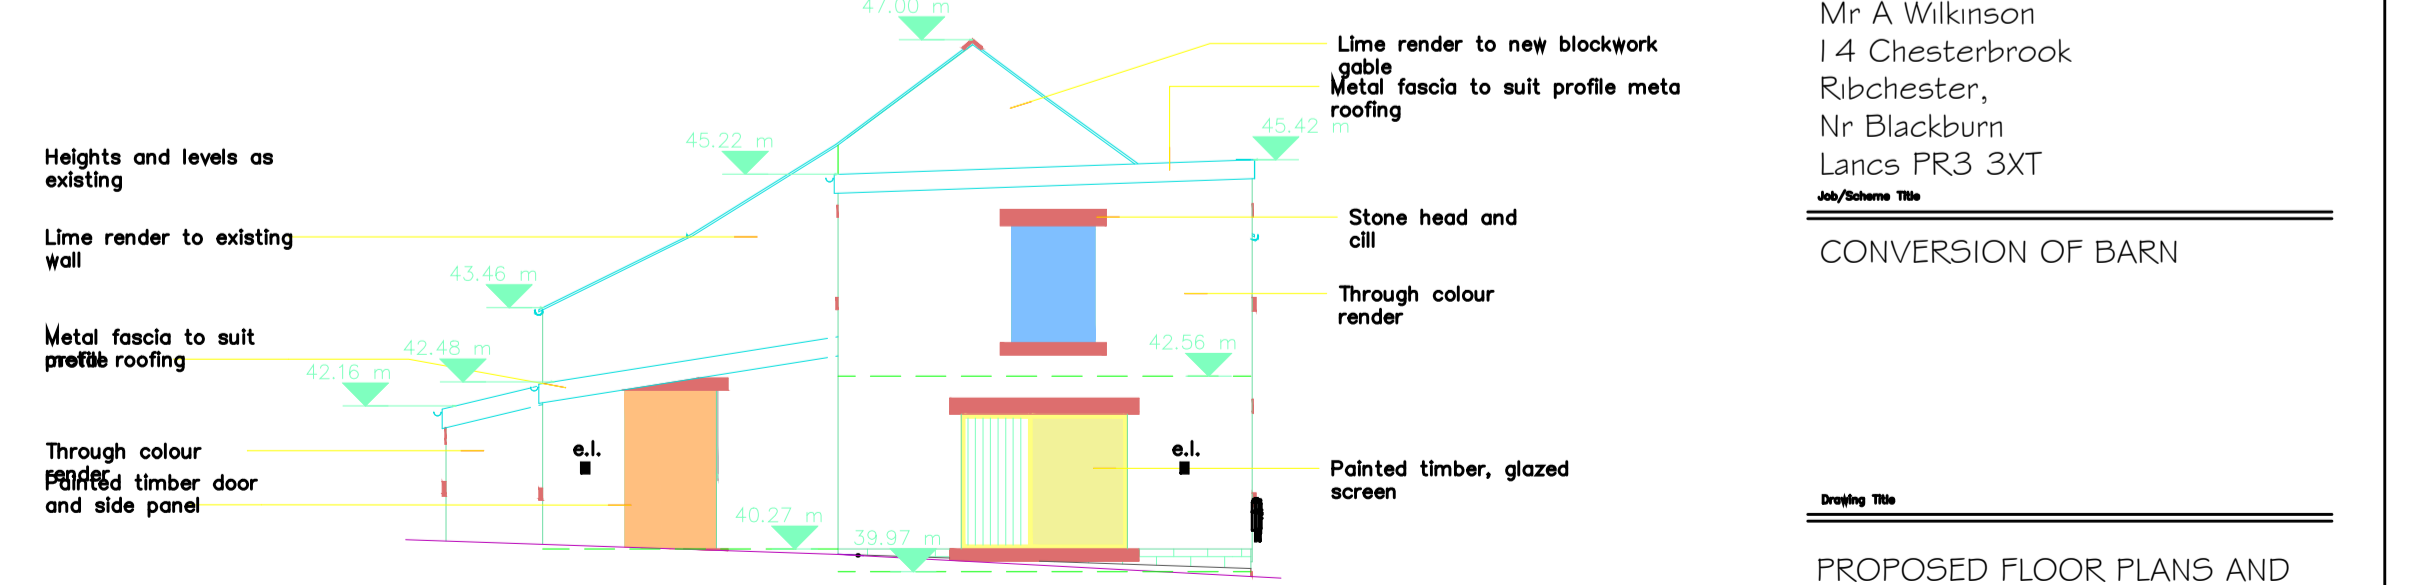 47.00 m
Lime render to new blockwork
gable
Metal fascia to suit profile meta
roofing
45.22 m
45.42 m
Heights and levels as
existing
Stone head and
cill
Lime render to existing
wall
43.46 m
Through colour
render
Metal fascia to suit
profile
metal roofing
42.48 m
42.56 m
42.16 m
e.l.
e.l.
Through colour
render
Painted timber door
and side panel
Painted timber, glazed
screen
40.27 m
39.97 m
Mr A Wilkinson
14 Chesterbrook
Ribchester,
Nr Blackburn
Lancs PR3 3XT
Job/Scheme Title
CONVERSION OF BARN
Drawing Title
PROPOSED FLOOR PLANS AND